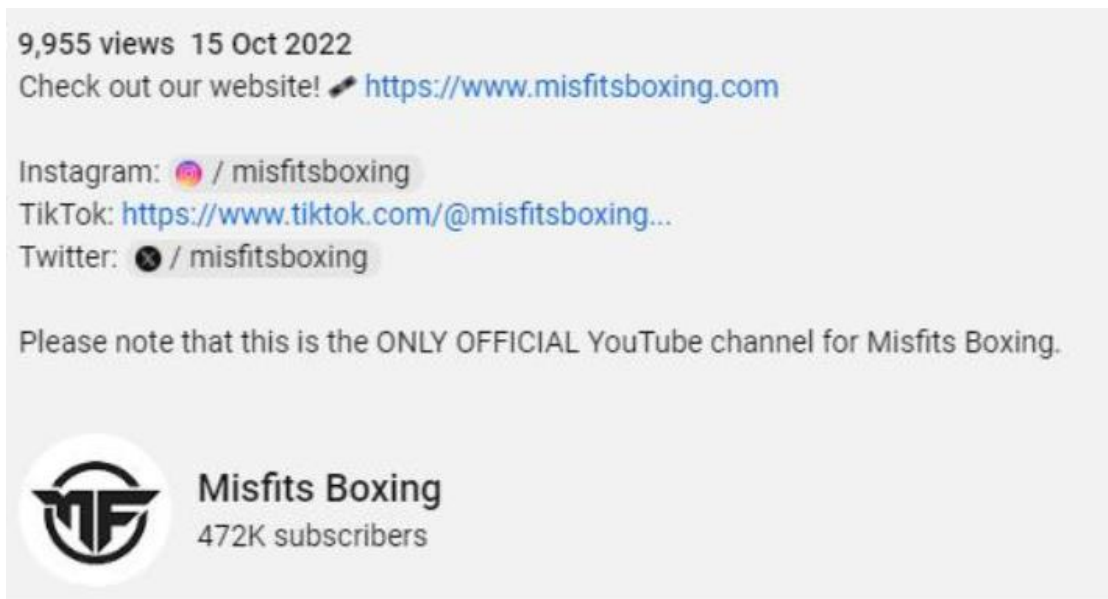 9,955 views 15 Oct 2022
Check out our website! https://www.misfitsboxing.com
Instagram: / misfitsboxing
TikTok: https://www.tiktok.com/@misfitsboxing...
Twitter: X / misfitsboxing
Please note that this is the ONLY OFFICIAL YouTube channel for Misfits Boxing.
MF
Misfits Boxing
472K subscribers